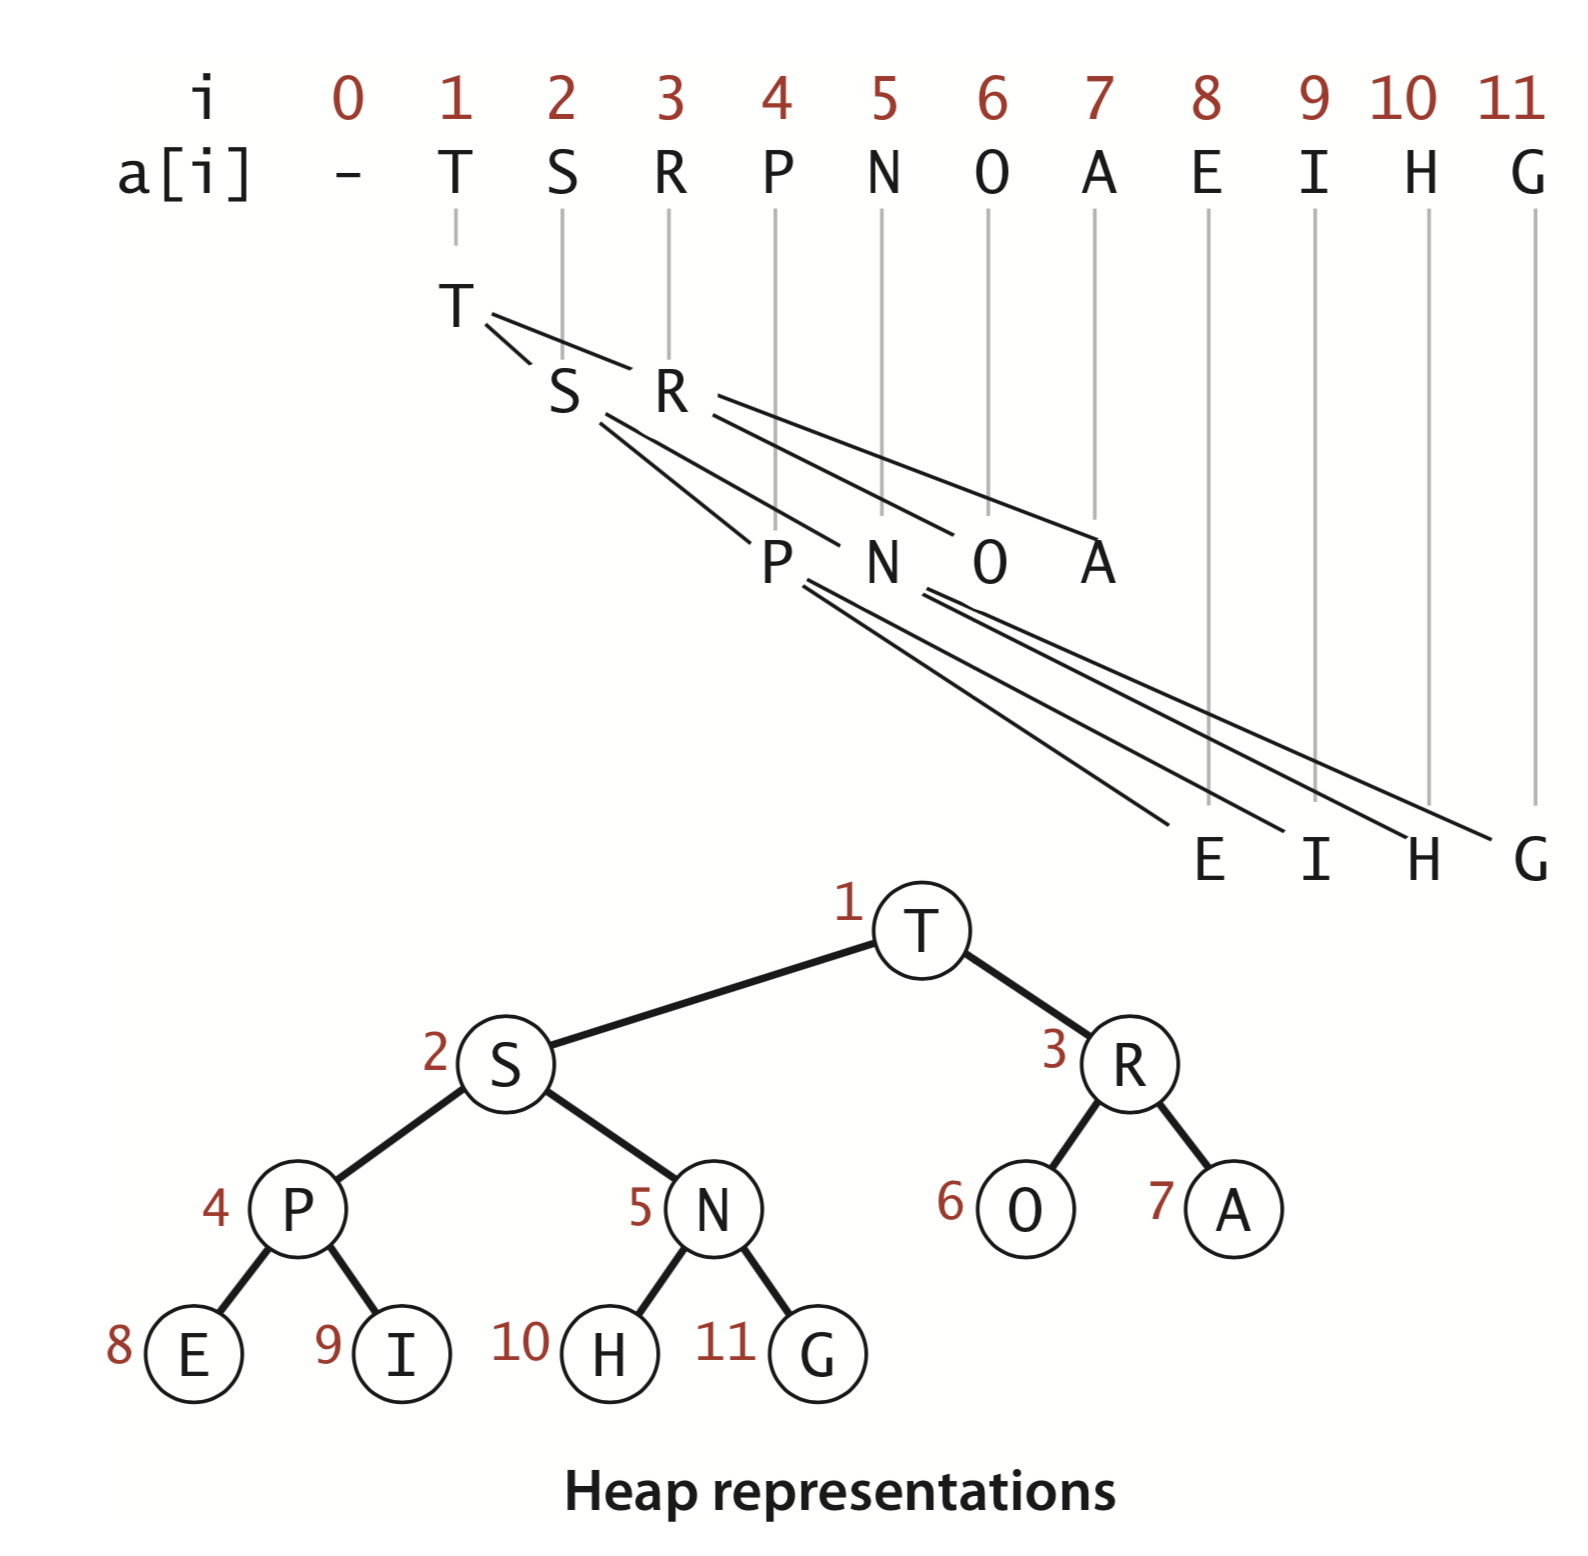 i 0 1 2 3 4 5 6 7 8 9 10 11
a[i] - T S R P N O A E I H G
T
S R
P N O A
E I H G
1 T
2 S 3 R
4 P 5 N 6 O 7 A
8 E 9 I 10 H 11 G
Heap representations